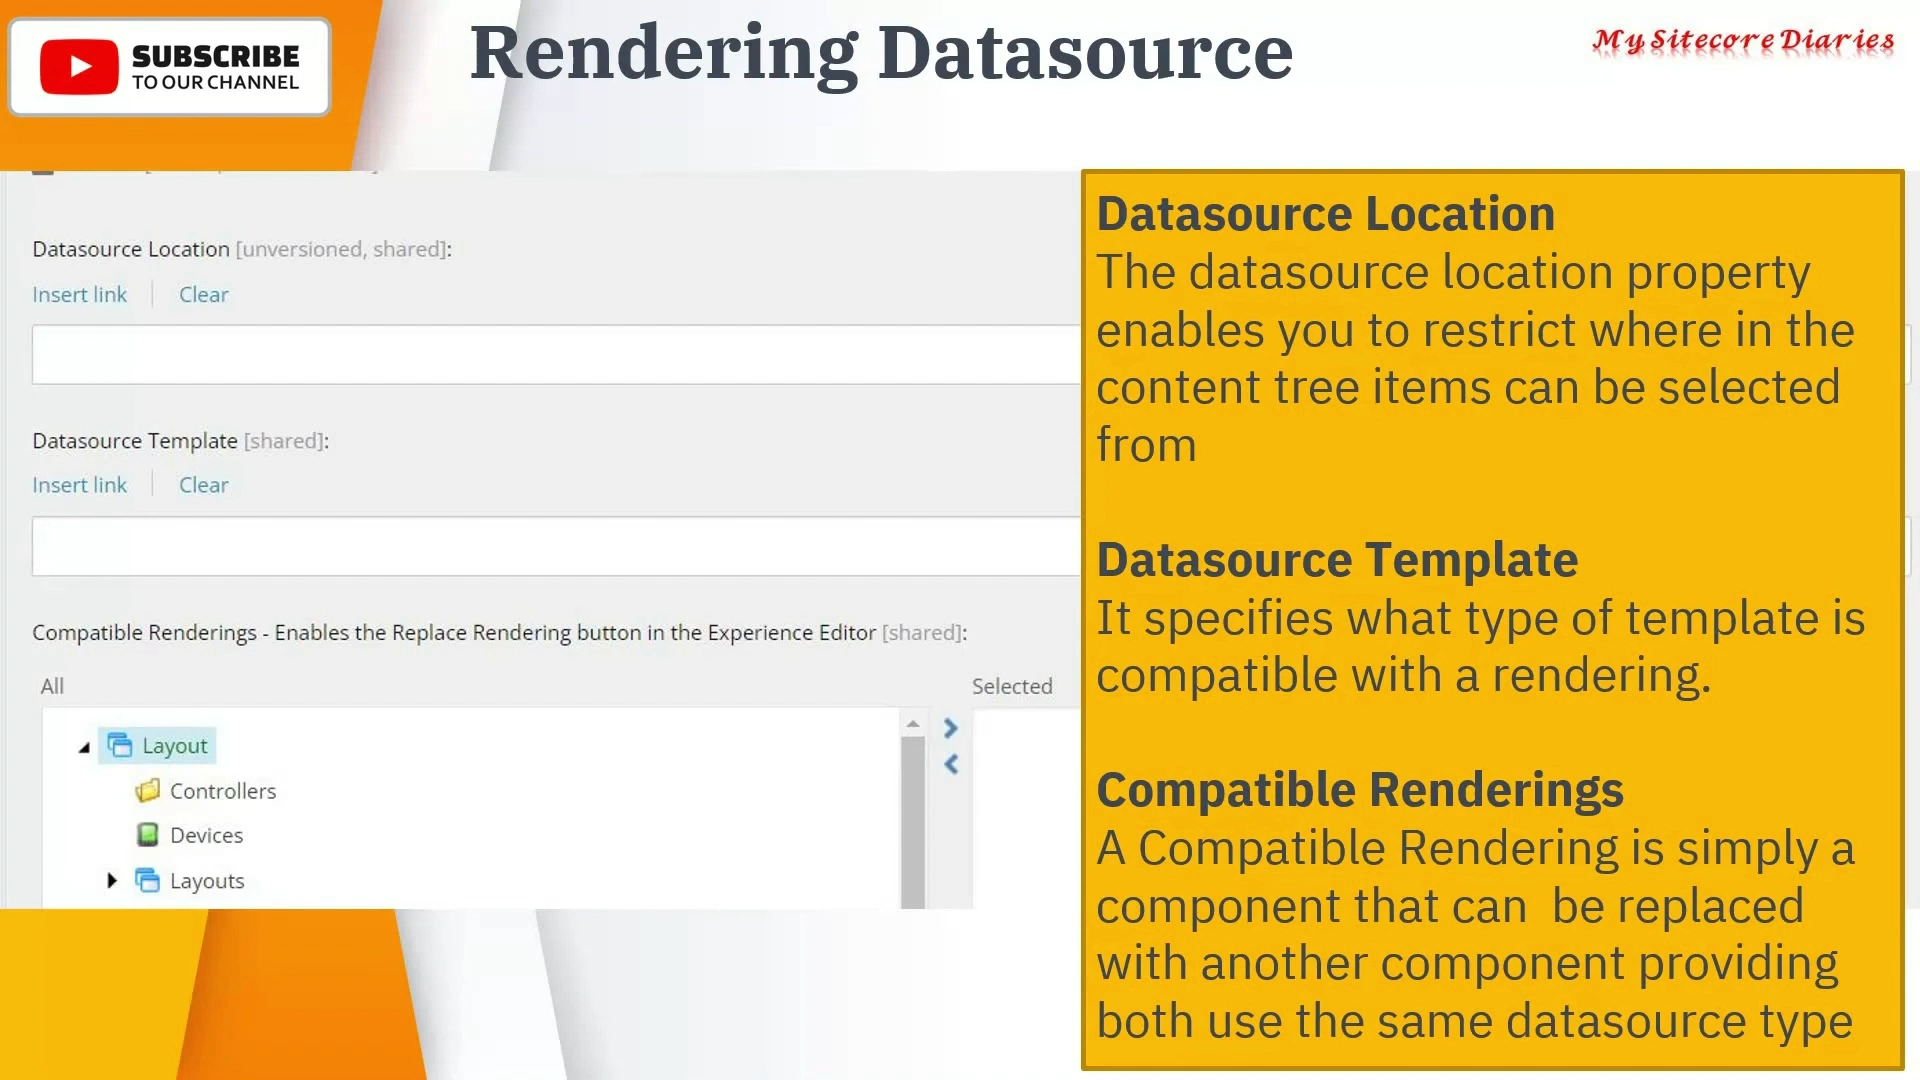 SUBSCRIBE
TO OUR CHANNEL
Rendering Datasource
My Sitecore Diaries
Datasource Location [unversioned, shared]:
Insert link
Clear
Datasource Template [shared]:
Insert link
Clear
Compatible Renderings - Enables the Replace Rendering button in the Experience Editor [shared]:
All
Selected
Layout
Controllers
Devices
Layouts
Datasource Location
The datasource location property
enables you to restrict where in the
content tree items can be selected
from
Datasource Template
It specifies what type of template is
compatible with a rendering.
Compatible Renderings
A Compatible Rendering is simply a
component that can  be replaced
with another component providing
both use the same datasource type